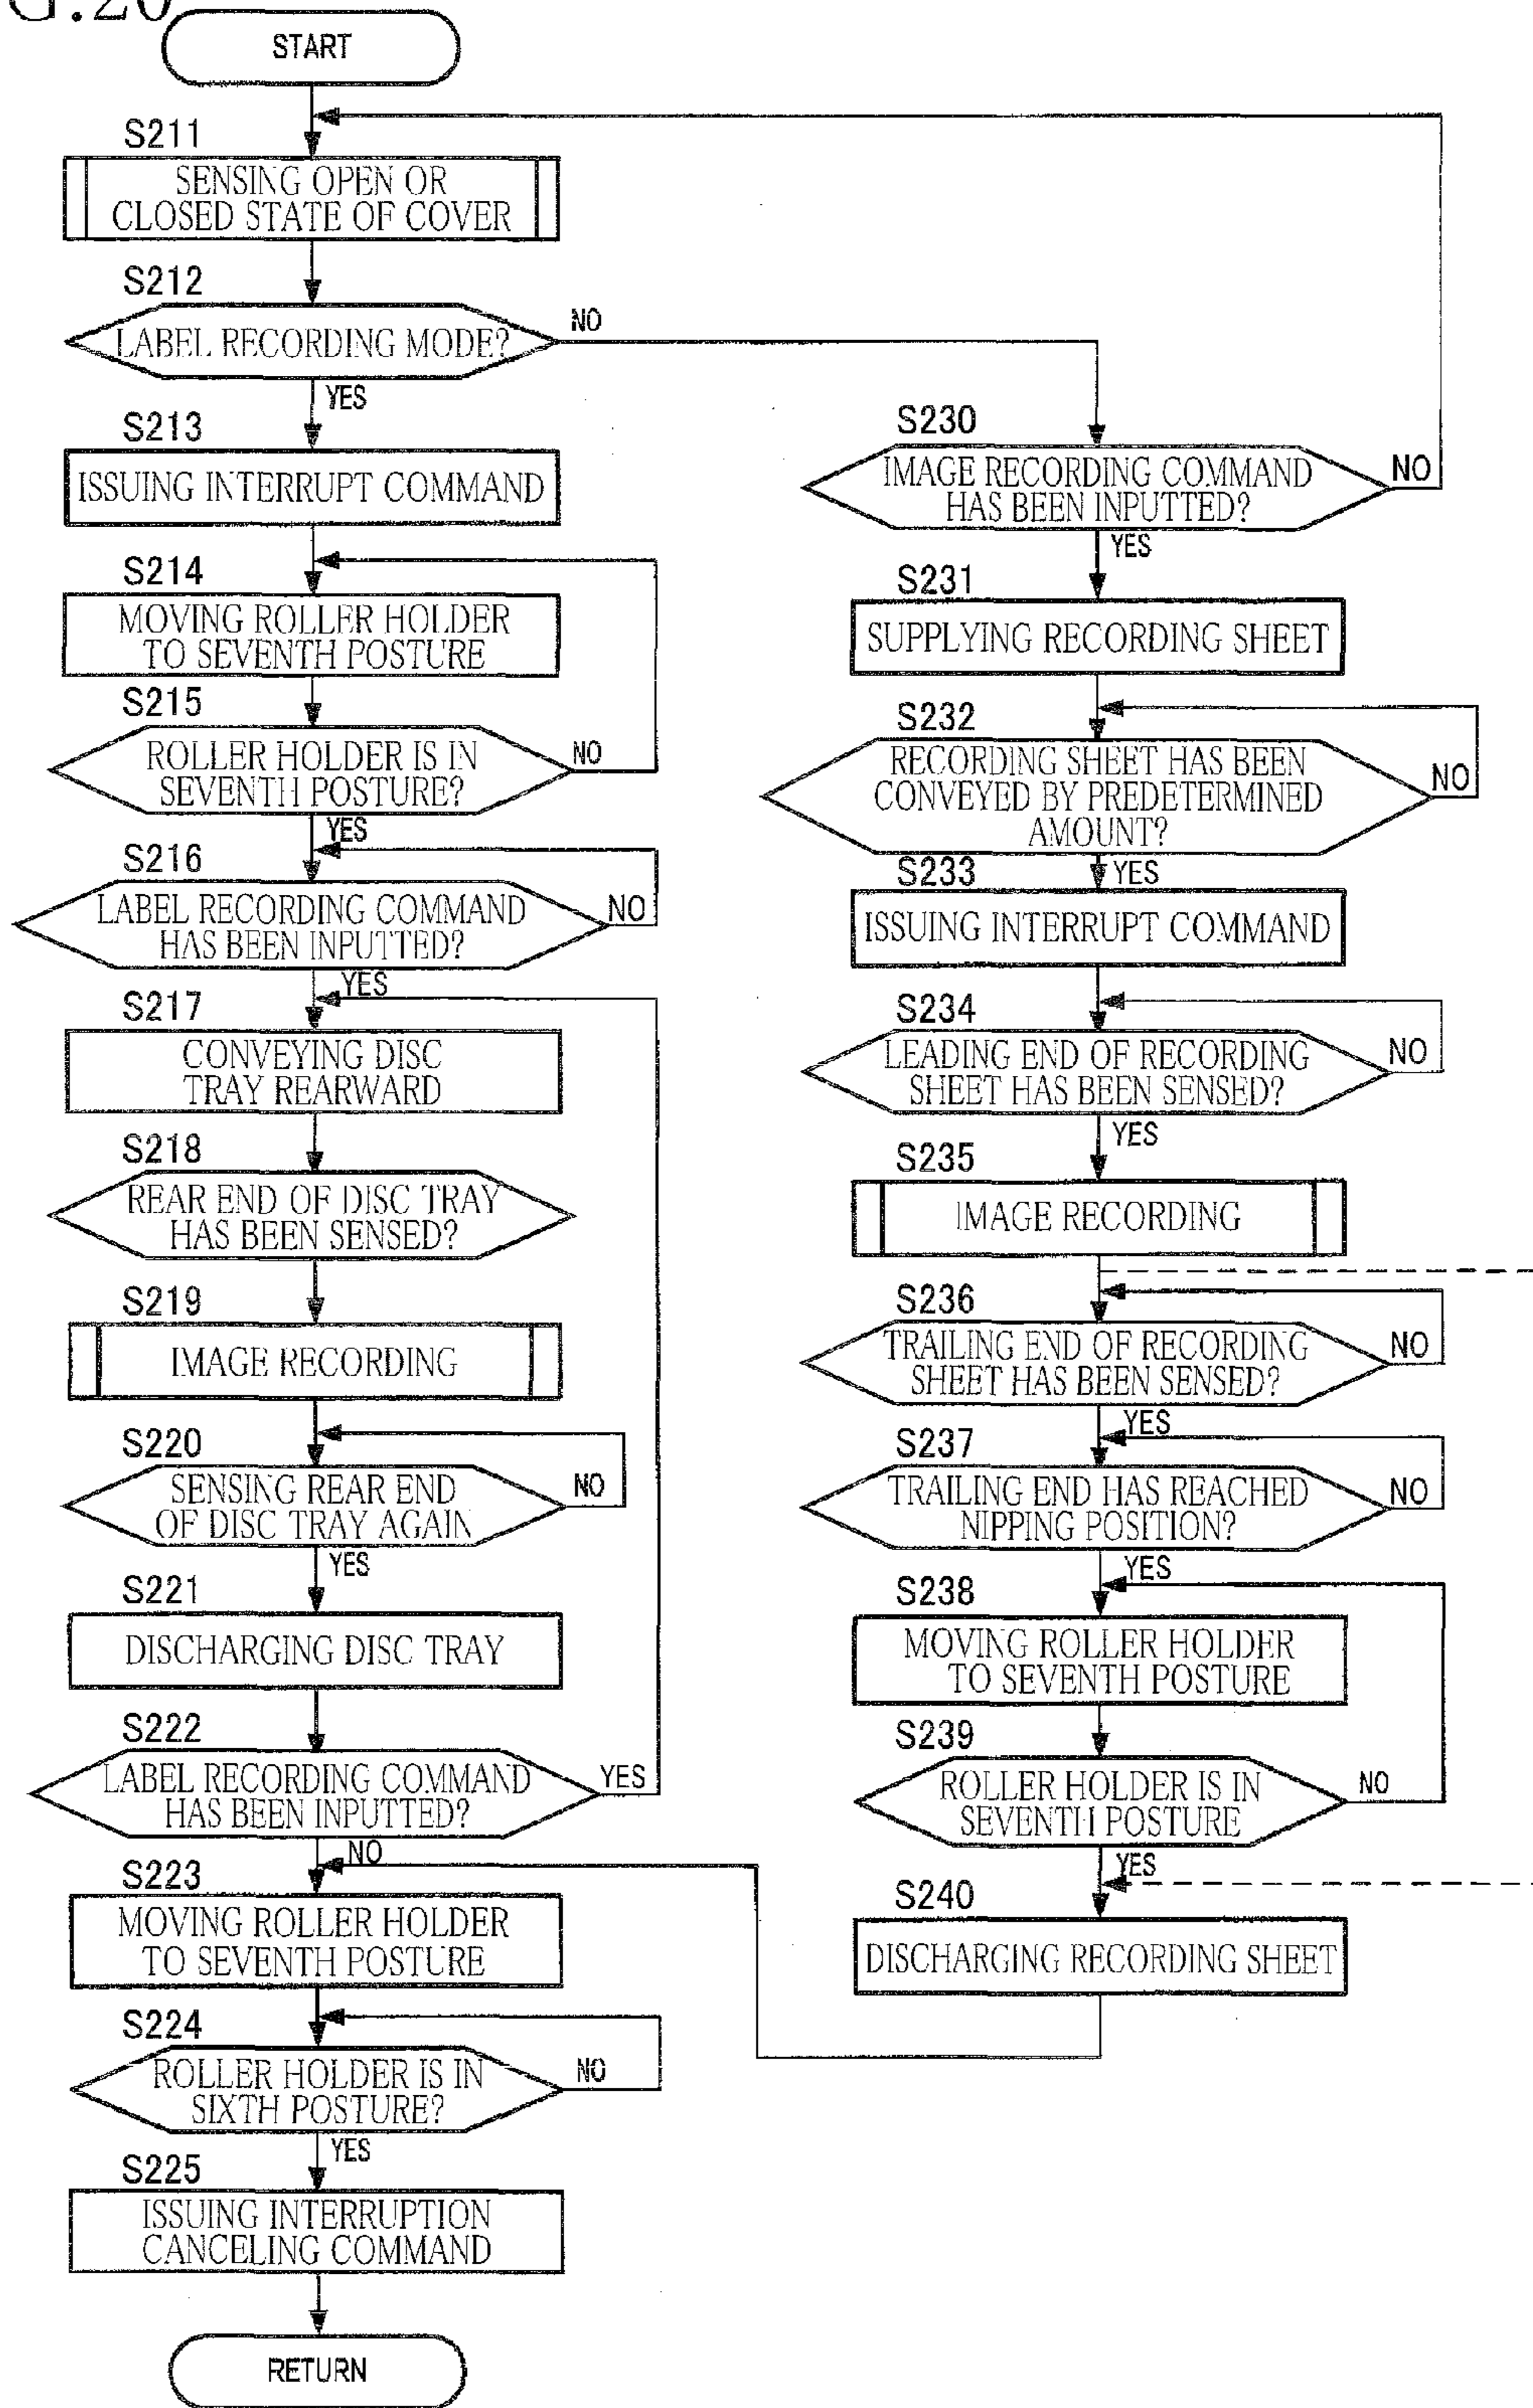 G.20
START
S211
SENSING OPEN OR
CLOSED STATE OF COVER
S212
LABEL RECORDING MODE?
NO
YES
S213
ISSUING INTERRUPT COMMAND
S214
MOVING ROLLER HOLDER
TO SEVENTH POSTURE
S215
ROLLER HOLDER IS IN
SEVENTH POSTURE?
NO
YES
S216
LABEL RECORDING COMMAND
HAS BEEN INPUTTED?
NO
YES
S217
CONVEYING DISC
TRAY REARWARD
S218
REAR END OF DISC TRAY
HAS BEEN SENSED?
S219
IMAGE RECORDING
S220
SENSING REAR END
OF DISC TRAY AGAIN
NO
YES
S221
DISCHARGING DISC TRAY
S222
LABEL RECORDING COMMAND
HAS BEEN INPUTTED?
YES
NO
S223
MOVING ROLLER HOLDER
TO SEVENTH POSTURE
S224
ROLLER HOLDER IS IN
SIXTH POSTURE?
NO
YES
S225
ISSUING INTERRUPTION
CANCELING COMMAND
RETURN
S230
IMAGE RECORDING COMMAND
HAS BEEN INPUTTED?
NO
YES
S231
SUPPLYING RECORDING SHEET
S232
RECORDING SHEET HAS BEEN
CONVEYED BY PREDETERMINED
AMOUNT?
NO
YES
S233
ISSUING INTERRUPT COMMAND
S234
LEADING END OF RECORDING
SHEET HAS BEEN SENSED?
NO
YES
S235
IMAGE RECORDING
S236
TRAILING END OF RECORDING
SHEET HAS BEEN SENSED?
NO
YES
S237
TRAILING END HAS REACHED
NIPPING POSITION?
NO
YES
S238
MOVING ROLLER HOLDER
TO SEVENTH POSTURE
S239
ROLLER HOLDER IS IN
SEVENTH POSTURE
NO
YES
S240
DISCHARGING RECORDING SHEET